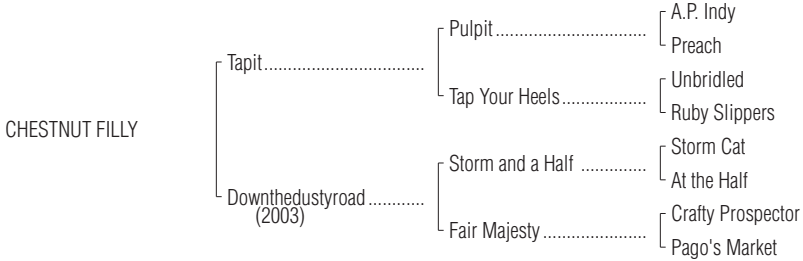 A.P. Indy
Pulpit
Preach
Tapit
Unbridled
Tap Your Heels
Ruby Slippers
CHESTNUT FILLY
Storm Cat
Storm and a Half
At the Half
Downthedustyroad
(2003)
Crafty Prospector
Fair Majesty
Pago's Market